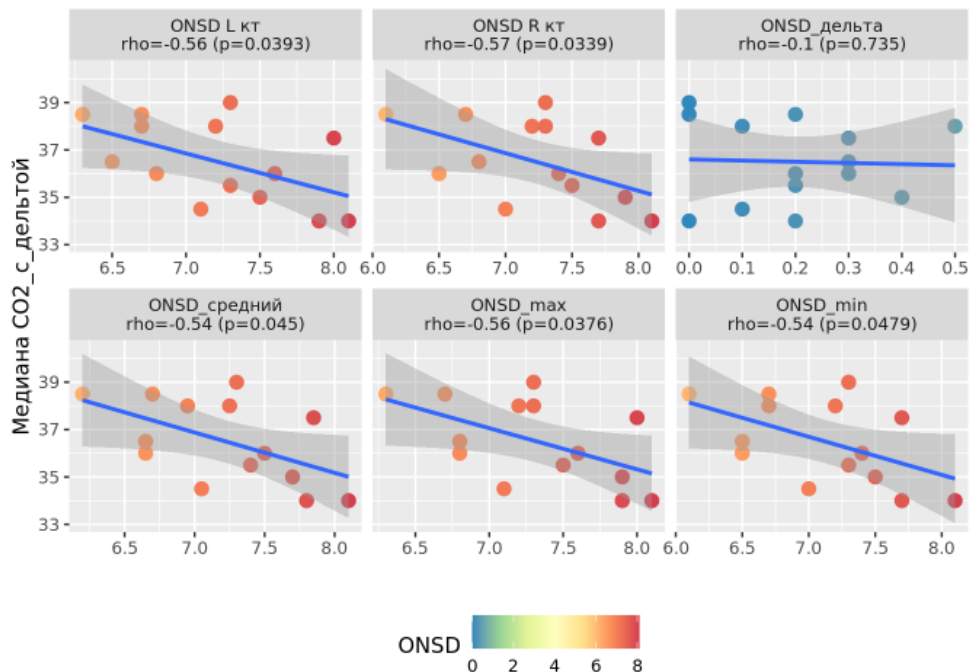 ONSD L кт
rho=-0.56 (p=0.0393)
ONSD R кт
rho=-0.57 (p=0.0339)
ONSD_дельта
rho=-0.1 (p=0.735)
39
37
35
33
6.5 7.0 7.5 8.0
6.0 6.5 7.0 7.5 8.0
0.0 0.1 0.2 0.3 0.4 0.5
Медиана CO2_с_дельтой
ONSD_средний
rho=-0.54 (p=0.045)
ONSD_max
rho=-0.56 (p=0.0376)
ONSD_min
rho=-0.54 (p=0.0479)
39
37
35
33
6.5 7.0 7.5 8.0
6.5 7.0 7.5 8.0
6.0 6.5 7.0 7.5 8.0
ONSD
0 2 4 6 8